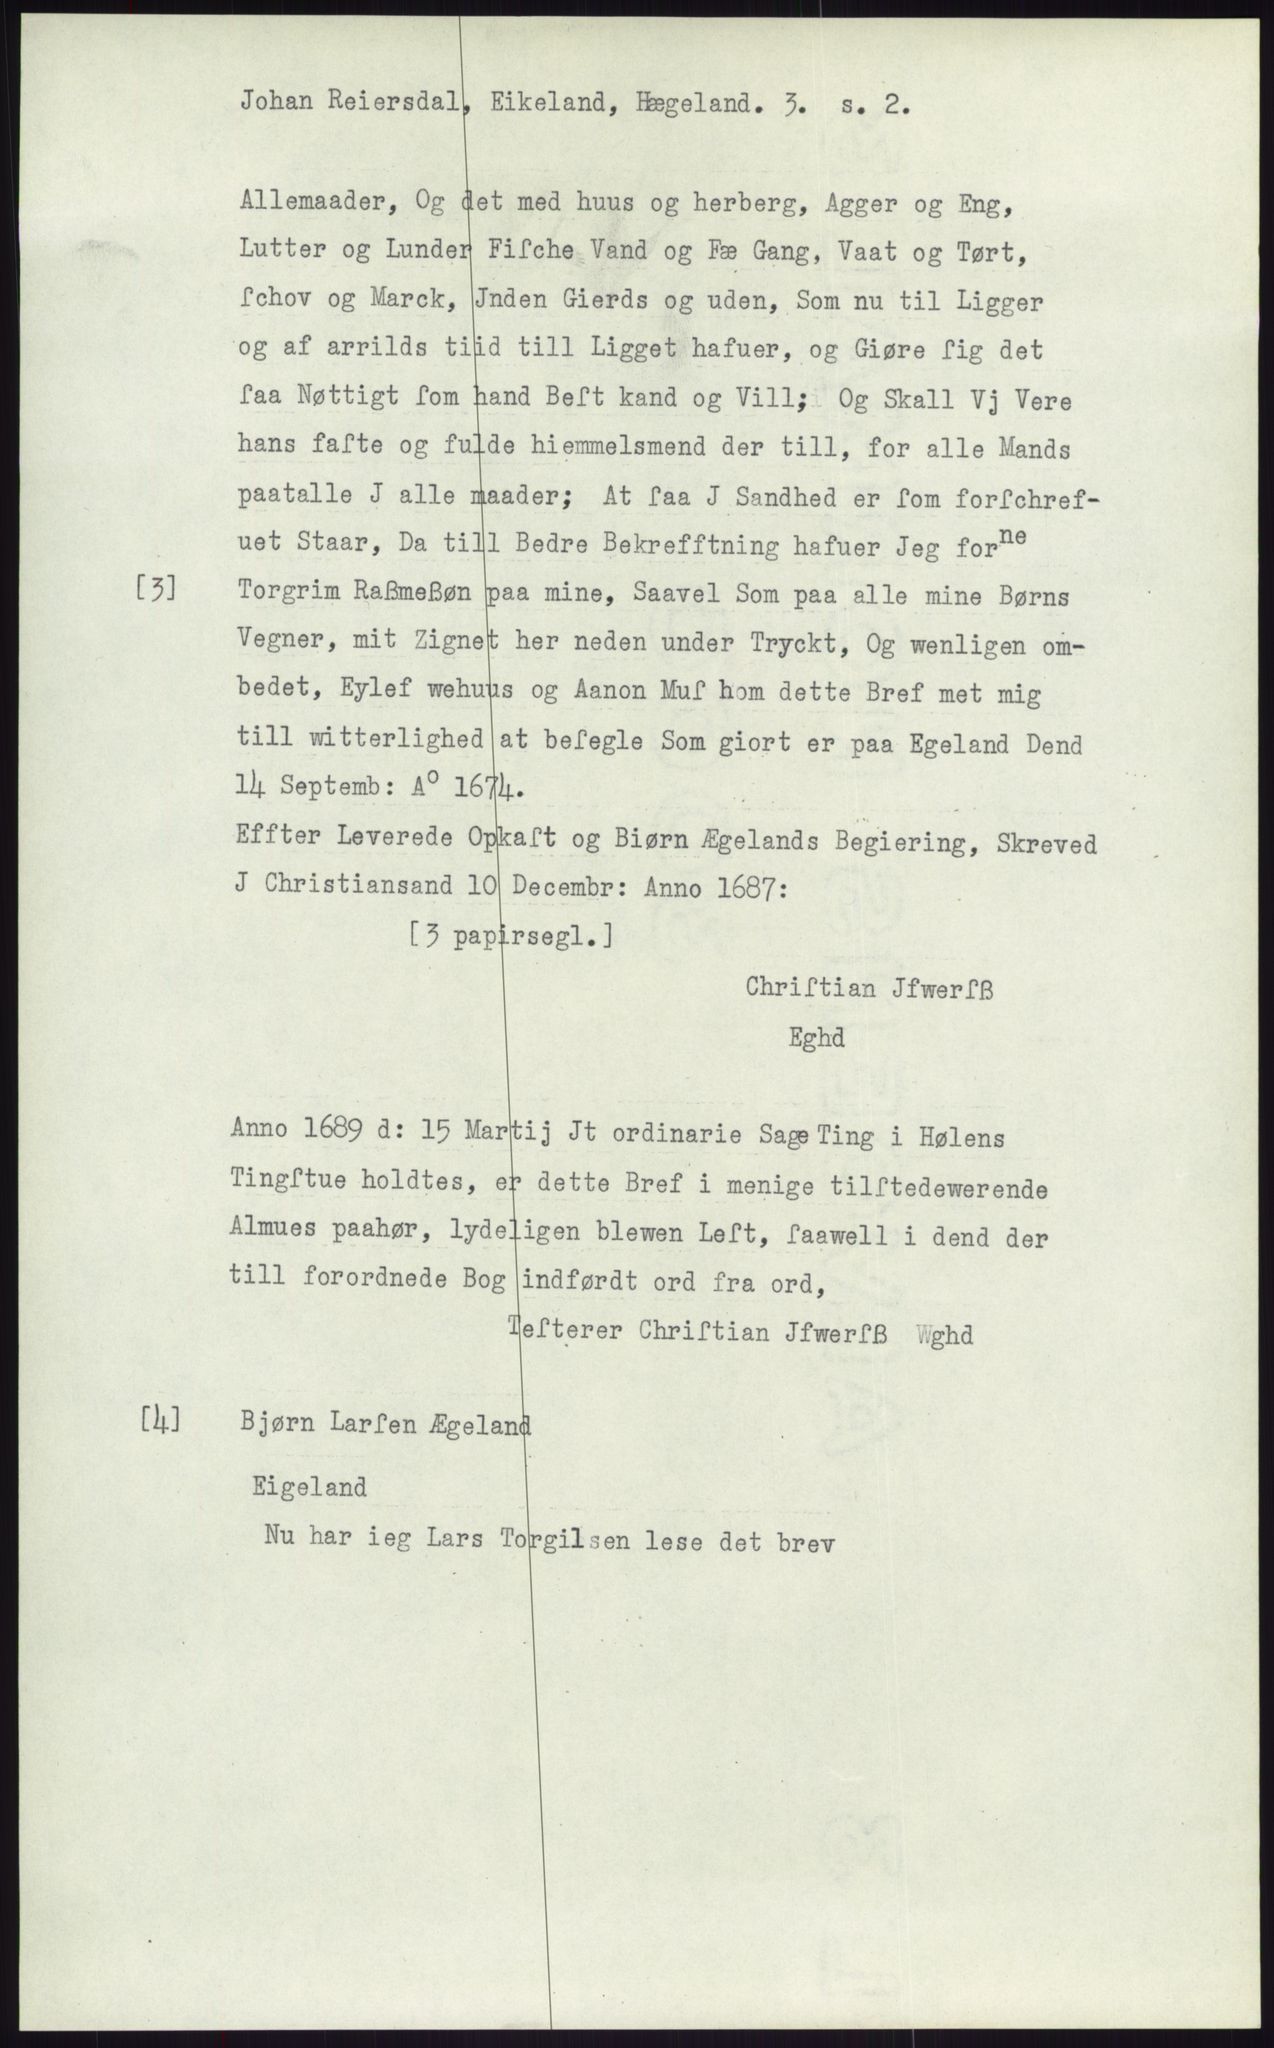 Johan Reiersdal, Eikeland, Hægeland. 3. s. 2.
Allemaader, Og det med huus og herberg, Agger og Eng,
Lutter og Lunder Fiſche Vand og Fæ Gang, Vaat og Tørt,
ſchov og Marck, Jnden Gierds og uden, Som nu til Ligger
og af arrilds tiid till Ligget hafuer, og Giøre ſig det
ſaa Nøttigt ſom hand Beſt kand og Vill; Og Skall Vj Vere
hans faſte og fulde hiemmelsmend der till, for alle Mands
paatalle J alle maader; At ſaa J Sandhed er ſom forſchref-
uet Staar, Da till Bedre Bekrefftning hafuer Jeg forⁿᵉ
[3] Torgrim Raßmeßøn paa mine, Saavel Som paa alle mine Børns
Vegner, mit Zignet her neden under Tryckt, Og wenligen om-
bedet, Eylef wehuus og Aanon Muſ hom dette Bref met mig
till witterlighed at beſegle Som giort er paa Egeland Dend
14 Septemb: A° 1674.
Effter Leverede Opkaſt og Biørn Ægelands Begiering, Skreved
J Christiansand 10 Decembr: Anno 1687:
[3 papirsegl.]
Chriſtian Jfwerſß
Eghd
Anno 1689 d: 15 Martij Jt ordinarie Sage Ting i Hølens
Tingſtue holdtes, er dette Bref i menige tilſtedewerende
Almues paahør, lydeligen blewen Leſt, ſaawell i dend der
till forordnede Bog indførdt ord fra ord,
Teſterer Chriſtian Jfwerſß Wghd
[4] Bjørn Larſen Ægeland
Eigeland
Nu har ieg Lars Torgilsen lese det brev